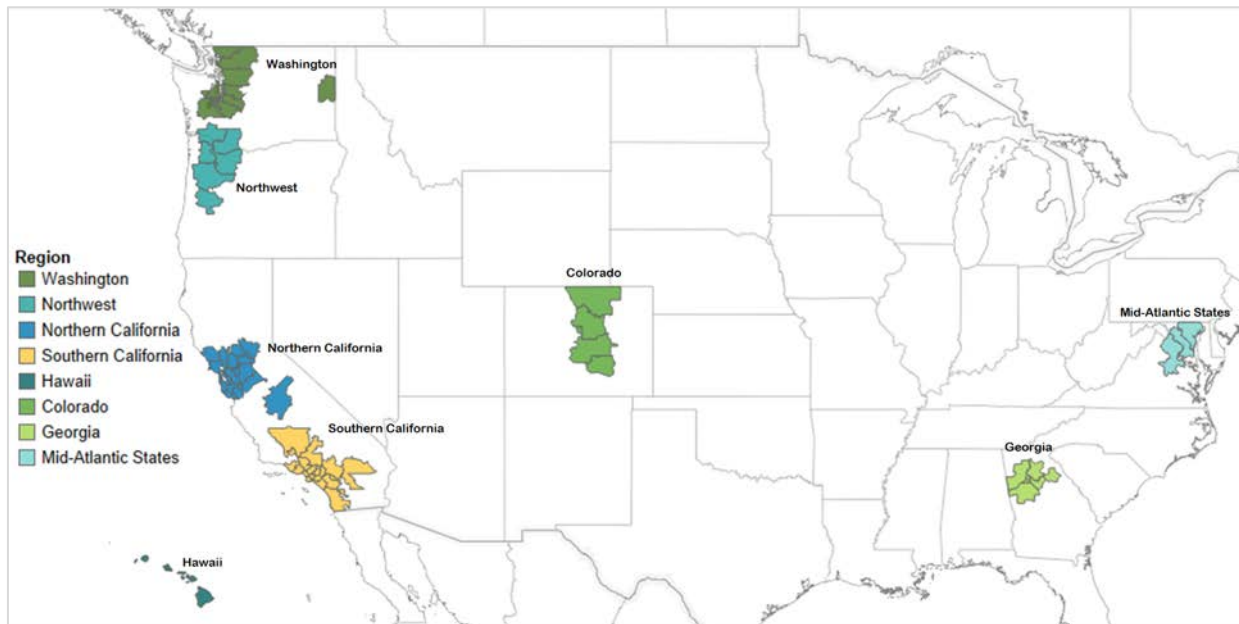 Washington
Northwest
Region
Washington
Northwest
Northern California
Southern California
Hawaii
Colorado
Georgia
Mid-Atlantic States
Colorado
Mid-Atlantic States
Northern California
Southern California
Georgia
Hawaii